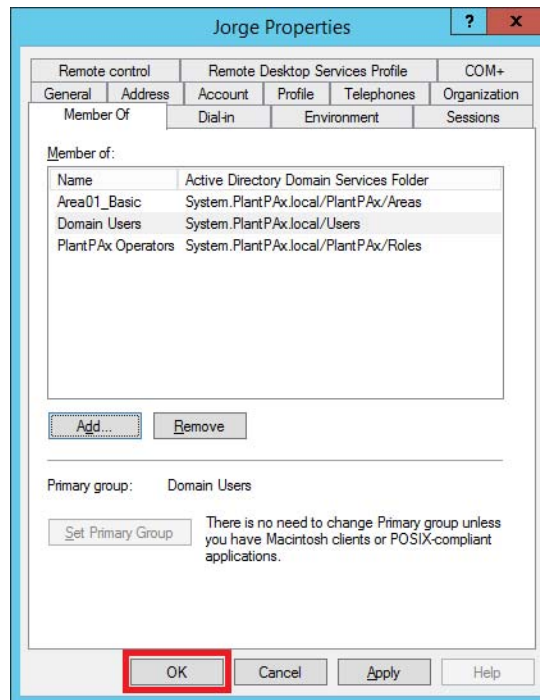 Jorge Properties
?
x
Remote control
Remote Desktop Services Profile
COM+
General
Address
Account
Profile
Telephones
Organization
Member Of
Dial-in
Environment
Sessions
Member of:
Name
Active Directory Domain Services Folder
Area01_Basic
System.PlantPAx.local/PlantPAx/Areas
Domain Users
System.PlantPAx.local/Users
PlantPAx Operators
System.PlantPAx.local/PlantPAx/Roles
Add...
Remove
Primary group:
Domain Users
Set Primary Group
There is no need to change Primary group unless
you have Macintosh clients or POSIX-compliant
applications.
OK
Cancel
Apply
Help